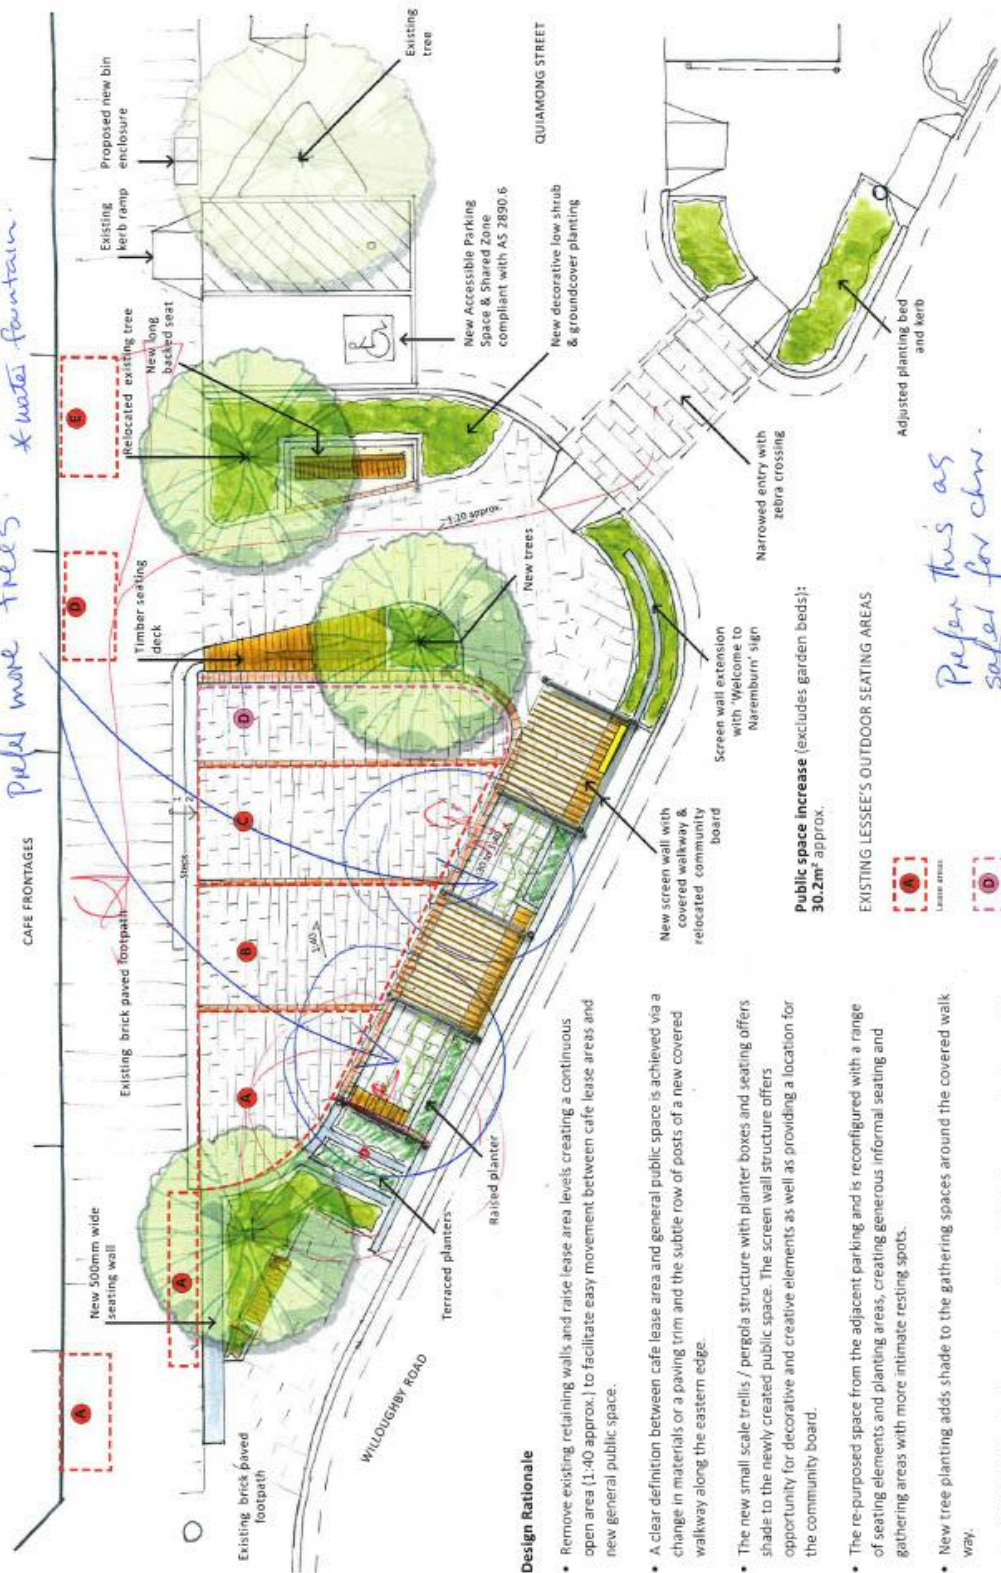 Prefer more trees. * water fountain.
CAFE FRONTAGES
Existing brick paved footpath
New 500mm wide
seating wall
Existing brick paved
footpath
WILLOUGHBY ROAD
Terraced planters
Raised planter
Steps
1:40
Timber seating
deck
Relocated existing tree
New long
backed seat
Existing
kerb ramp
Proposed new bin
enclosure
Existing
tree
QUIAMONG STREET
New Accessible Parking
Space & Shared Zone
compliant with AS 2890.6
New decorative low shrub
& groundcover planting
1:20 approx.
New trees
Narrowed entry with
zebra crossing
Adjusted planting bed
and kerb
Screen wall extension
with 'Welcome to
Naremburn' sign
New screen wall with
covered walkway &
relocated community
board
A
A
A
B
C
D
D
E
Design Rationale
• Remove existing retaining walls and raise lease area levels creating a continuous
open area (1:40 approx.) to facilitate easy movement between cafe lease areas and
new general public space.
• A clear definition between cafe lease area and general public space is achieved via a
change in materials or a paving trim and the subtle row of posts of a new covered
walkway along the eastern edge.
• The new small scale trellis / pergola structure with planter boxes and seating offers
shade to the newly created public space. The screen wall structure offers
opportunity for decorative and creative elements as well as providing a location for
the community board.
• The re-purposed space from the adjacent parking and is reconfigured with a range
of seating elements and planting areas, creating generous informal seating and
gathering areas with more intimate resting spots.
• New tree planting adds shade to the gathering spaces around the covered walk
way.
Public space increase (excludes garden beds):
30.2m² approx.
EXISTING LESSEE'S OUTDOOR SEATING AREAS
A
Lease areas
D
Prefer this as
safer for